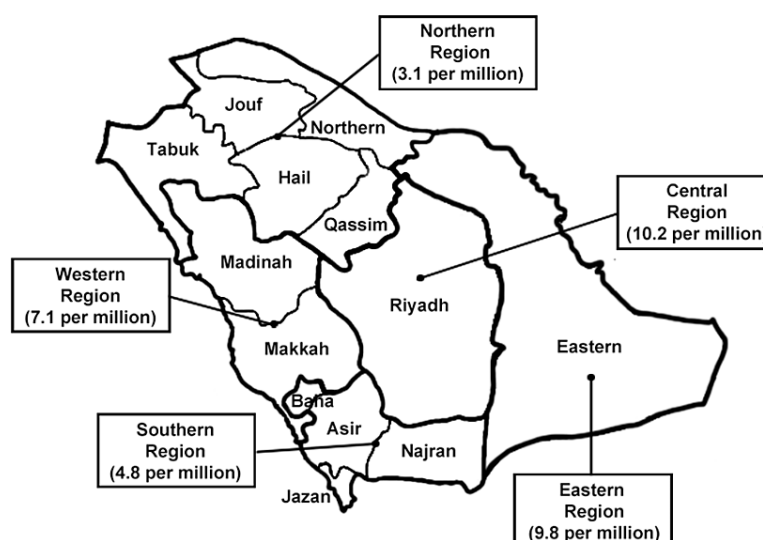 Northern
Region
(3.1 per million)
Jouf
Northern
Tabuk
Hail
Qassim
Central
Region
(10.2 per million)
Madinah
Western
Region
(7.1 per million)
Riyadh
Makkah
Eastern
Baha
Asir
Southern
Region
(4.8 per million)
Najran
Jazan
Eastern
Region
(9.8 per million)